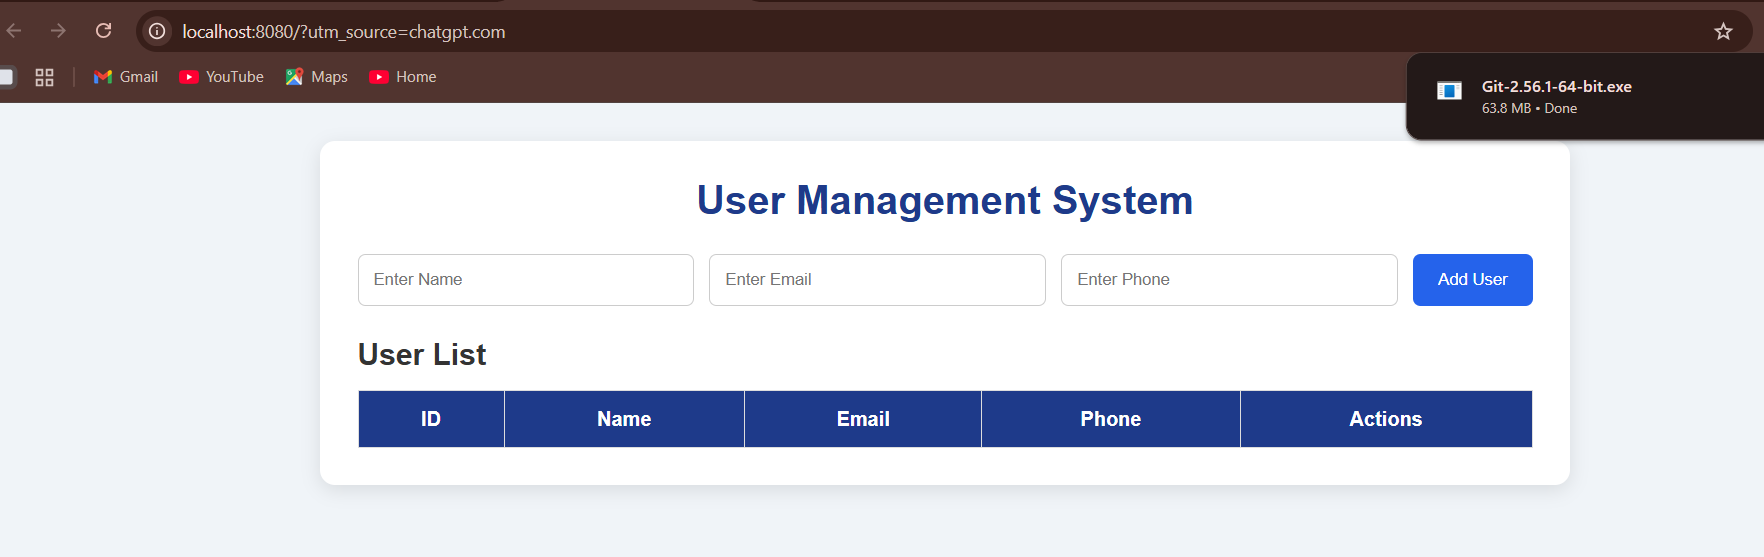 localhost:8080/?utm_source=chatgpt.com
Gmail YouTube Maps Home
Git-2.56.1-64-bit.exe
63.8 MB • Done
User Management System
Enter Name Enter Email Enter Phone Add User
User List
ID Name Email Phone Actions